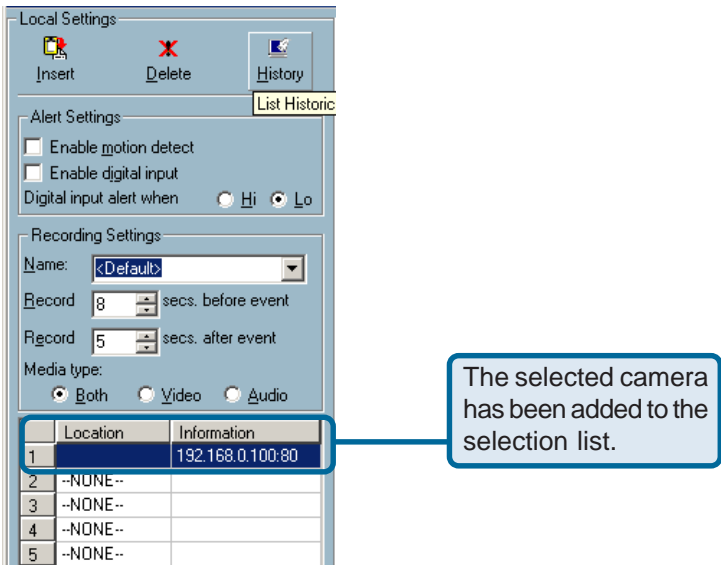 Local Settings
Insert Delete History
List Historic
Alert Settings
Enable motion detect
Enable digital input
Digital input alert when Hi Lo
Recording Settings
Name: <Default>
Record 8 secs. before event
Record 5 secs. after event
Media type:
Both Video Audio
Location Information
1 192.168.0.100:80
2 --NONE--
3 --NONE--
4 --NONE--
5 --NONE--
The selected camera
has been added to the
selection list.